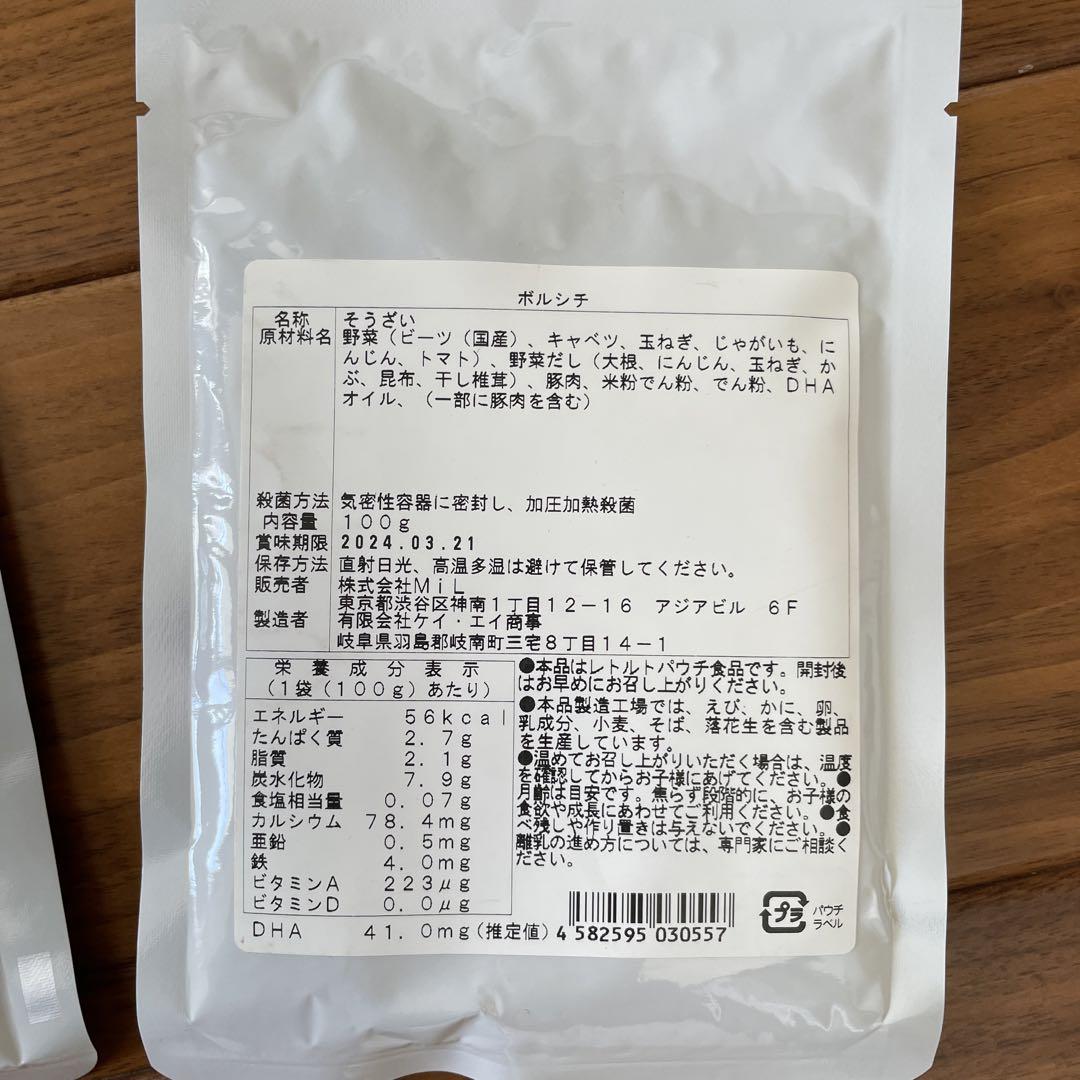 ボルシチ
名称 そうざい
原材料名 野菜（ビーツ（国産）、キャベツ、玉ねぎ、じゃがいも、に
んじん、トマト）、野菜だし（大根、にんじん、玉ねぎ、か
ぶ、昆布、干し椎茸）、豚肉、米粉でん粉、でん粉、ＤＨＡ
オイル、（一部に豚肉を含む）
殺菌方法 気密性容器に密封し、加圧加熱殺菌
内容量 １００ｇ
賞味期限 2024.03.21
保存方法 直射日光、高温多湿は避けて保管してください。
販売者 株式会社ＭｉＬ
東京都渋谷区神南１丁目１２－１６ アジアビル ６Ｆ
製造者 有限会社ケイ・エイ商事
岐阜県羽島郡岐南町三宅８丁目１４－１
栄養成分表示
（１袋（１００ｇ）あたり）
エネルギー ５６ｋｃａｌ
たんぱく質 ２．７ｇ
脂質 ２．１ｇ
炭水化物 ７．９ｇ
食塩相当量 ０．０７ｇ
カルシウム ７８．４ｍｇ
亜鉛 ０．５ｍｇ
鉄 ４．０ｍｇ
ビタミンＡ ２２３μｇ
ビタミンＤ ０．０μｇ
ＤＨＡ ４１．０ｍｇ（推定値）
●本品はレトルトパウチ食品です。開封後
はお早めにお召し上がりください。
●本品製造工場では、えび、かに、卵、
乳成分、小麦、そば、落花生を含む製品
を生産しています。
●温めてお召し上がりいただく場合は、温度
を確認してからお子様にあげてください。●
月齢は目安です。焦らず段階的に、お子様の
食欲や成長にあわせてご利用ください。●食
べ残しや作り置きは与えないでください。●
離乳の進め方については、専門家にご相談く
ださい。
4 582595 030557
プラ
パウチ
ラベル